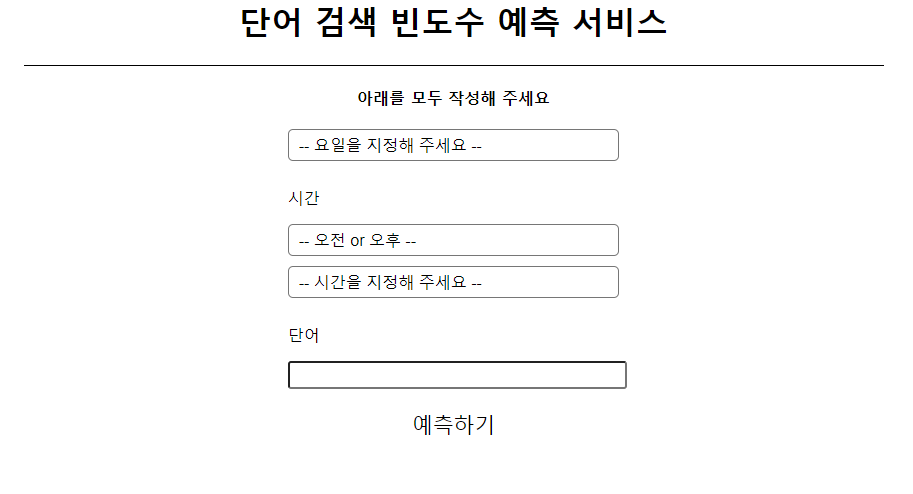 단어 검색 빈도수 예측 서비스
아래를 모두 작성해 주세요
-- 요일을 지정해 주세요 --
시간
-- 오전 or 오후 --
-- 시간을 지정해 주세요 --
단어
예측하기